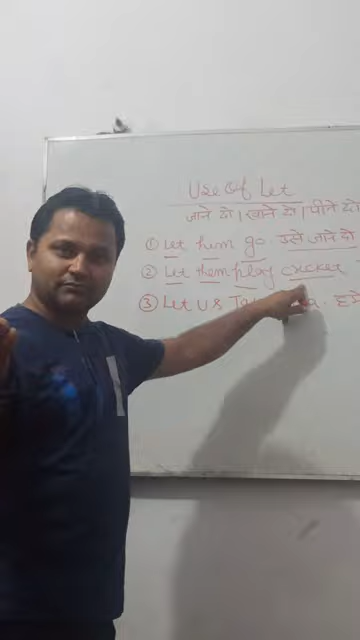 Use Of Let
जाने दो । खाने दो । पीने दो
① Let him go. उसे जाने दो
② Let them play cricket
③ Let us